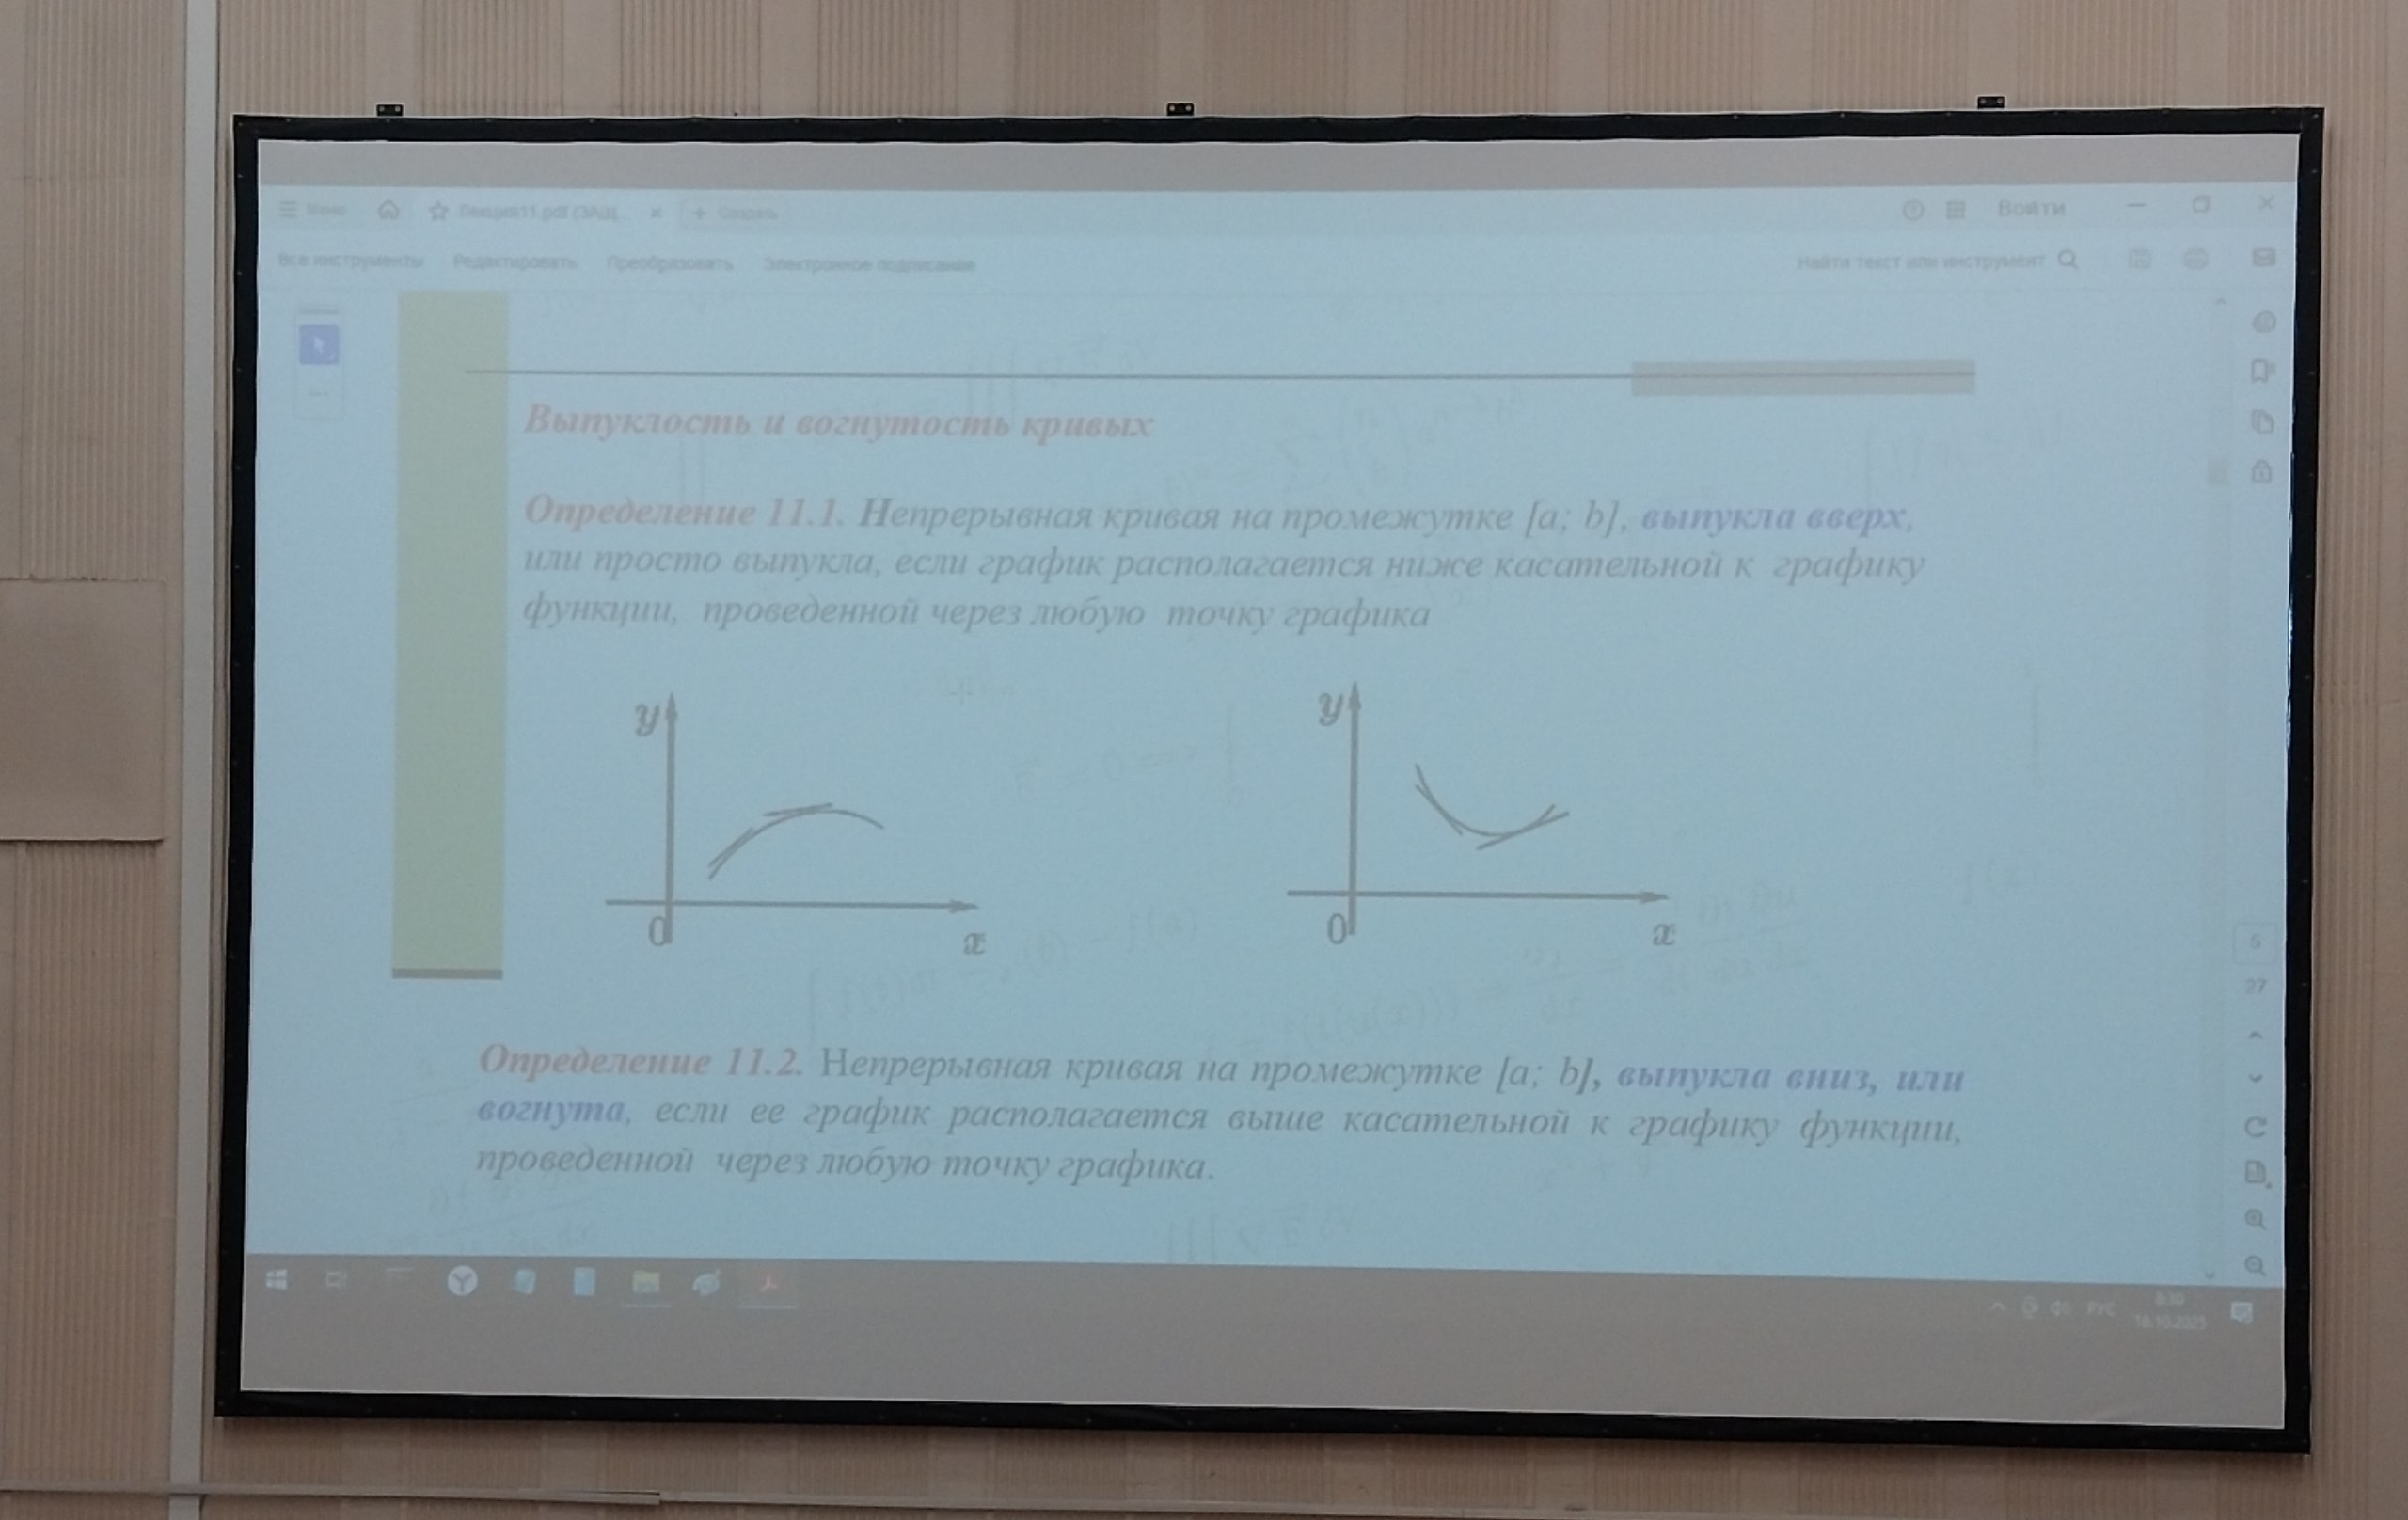 Меню
Лекция11.pdf (ЗАЩ...
+ Создать
Войти
Все инструменты Редактировать Преобразовать Электронное подписание
Найти текст или инструмент
Выпуклость и вогнутость кривых
Определение 11.1. Непрерывная кривая на промежутке [a; b], выпукла вверх,
или просто выпукла, если график располагается ниже касательной к графику
функции, проведенной через любую точку графика
y
0
x
y
0
x
Определение 11.2. Непрерывная кривая на промежутке [a; b], выпукла вниз, или
вогнута, если ее график располагается выше касательной к графику функции,
проведенной через любую точку графика.
27
РУС
18.10.2025